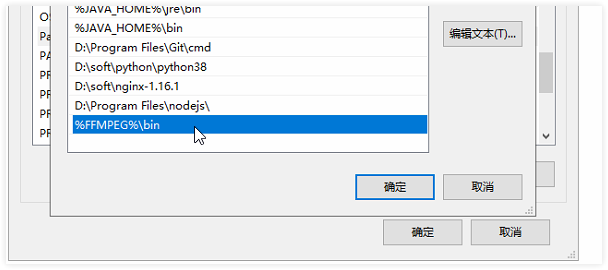 %JAVA_HOME%\jre\bin
%JAVA_HOME%\bin
D:\Program Files\Git\cmd
D:\soft\python\python38
D:\soft\nginx-1.16.1
D:\Program Files\nodejs\
%FFMPEG%\bin
编辑文本(T)...
确定
取消
OS
Pa
PA
PF
PF
PF
PF
确定
取消